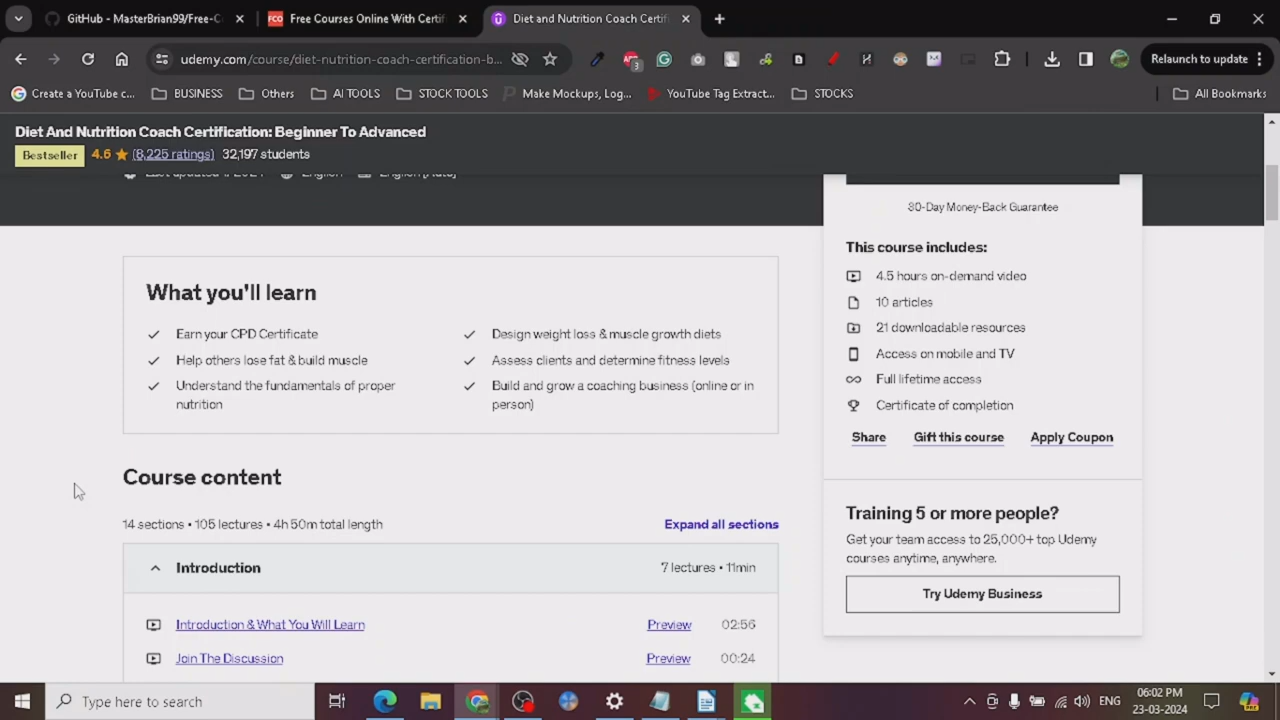 GitHub - MasterBrian99/Free-C
FCO
Free Courses Online With Certif
Diet and Nutrition Coach Certifi
udemy.com/course/diet-nutrition-coach-certification-b...
3
Relaunch to update
Create a YouTube c...
BUSINESS
Others
AI TOOLS
STOCK TOOLS
Make Mockups, Log...
YouTube Tag Extract...
STOCKS
All Bookmarks
Diet And Nutrition Coach Certification: Beginner To Advanced
Bestseller
4.6
(8,225 ratings)
32,197 students
English
English [Auto]
30-Day Money-Back Guarantee
What you'll learn
Earn your CPD Certificate
Help others lose fat & build muscle
Understand the fundamentals of proper
nutrition
Design weight loss & muscle growth diets
Assess clients and determine fitness levels
Build and grow a coaching business (online or in
person)
This course includes:
4.5 hours on-demand video
10 articles
21 downloadable resources
Access on mobile and TV
Full lifetime access
Certificate of completion
Share
Gift this course
Apply Coupon
Course content
14 sections • 105 lectures • 4h 50m total length
Expand all sections
Introduction
7 lectures • 11min
Introduction & What You Will Learn
Preview
02:56
Join The Discussion
Preview
00:24
Training 5 or more people?
Get your team access to 25,000+ top Udemy
courses anytime, anywhere.
Try Udemy Business
Type here to search
ENG
06:02 PM
23-03-2024